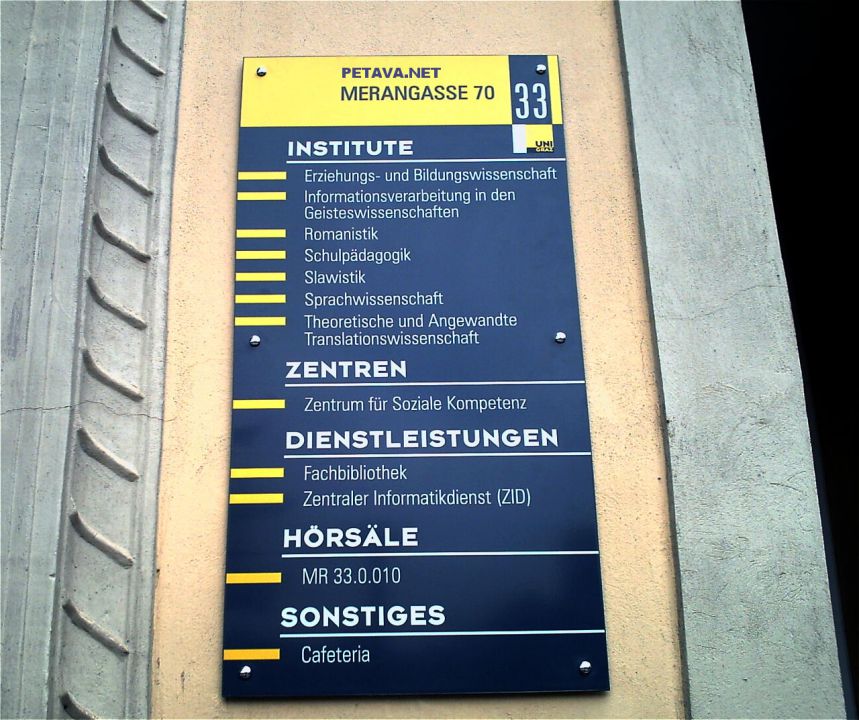 PETAVA.NET
MERANGASSE 70
33
UNI
GRAZ
INSTITUTE
Erziehungs- und Bildungswissenschaft
Informationsverarbeitung in den
Geisteswissenschaften
Romanistik
Schulpädagogik
Slawistik
Sprachwissenschaft
Theoretische und Angewandte
Translationswissenschaft
ZENTREN
Zentrum für Soziale Kompetenz
DIENSTLEISTUNGEN
Fachbibliothek
Zentraler Informatikdienst (ZID)
HÖRSÄLE
MR 33.0.010
SONSTIGES
Cafeteria